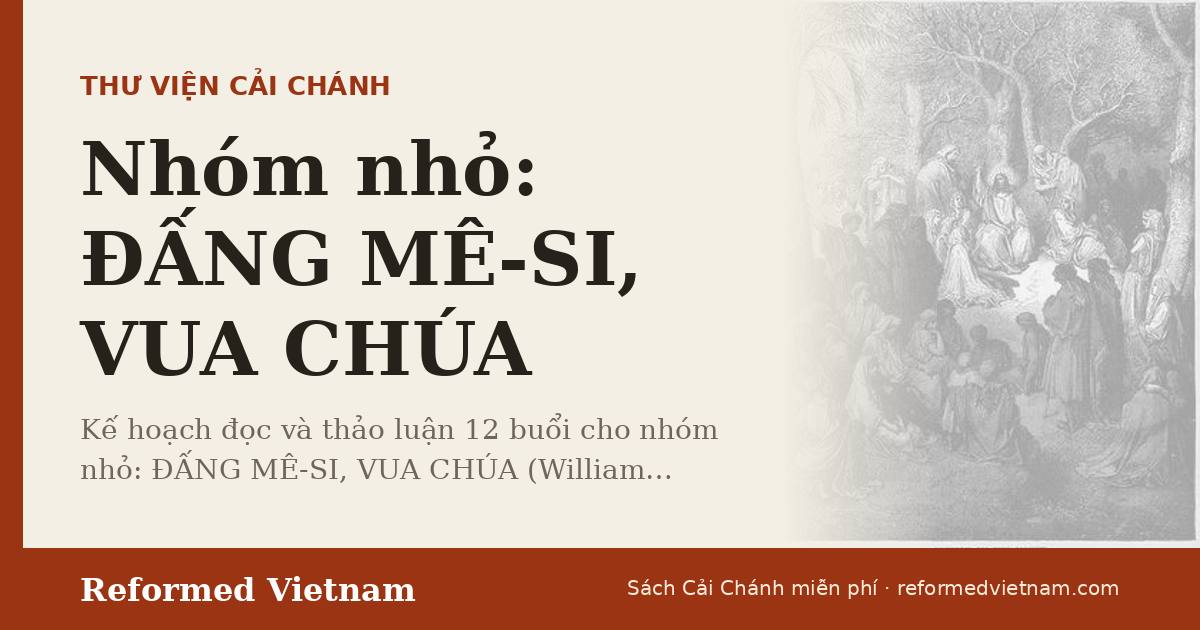 THƯ VIỆN CẢI CHÁNH
Nhóm nhỏ:
ĐẤNG MÊ-SI,
VUA CHÚA
Kế hoạch đọc và thảo luận 12 buổi cho nhóm
nhỏ: ĐẤNG MÊ-SI, VUA CHÚA (William...
Reformed Vietnam
Sách Cải Chánh miễn phí · reformedvietnam.com